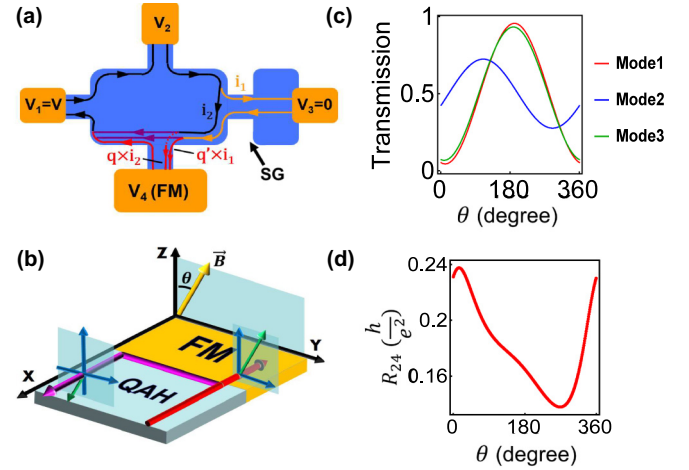 (a)
V₂
V₁=V
i₁
i₂
V₃=0
q×i₂
q'×i₁
SG
V₄ (FM)
(b)
Z
θ
B⃗
FM
Y
X
QAH
(c)
Transmission
1
0.5
0
0
180
360
θ (degree)
Mode1
Mode2
Mode3
(d)
R₂₄ (h/e²)
0.24
0.2
0.16
0
180
360
θ (degree)